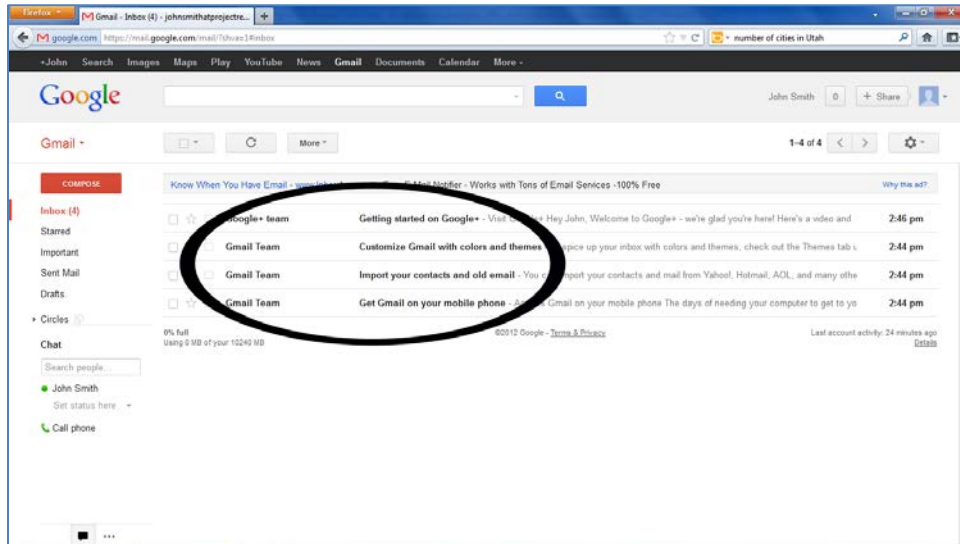 Firefox
Gmail - Inbox (4) - johnsmithatprojectre... +
google.com https://mail.google.com/mail/?shva=1#inbox number of cities in Utah
+John Search Images Maps Play YouTube News Gmail Documents Calendar More
Google
John Smith 0 + Share
Gmail
More
1–4 of 4
COMPOSE
Know When You Have Email - Notifier - Works with Tons of Email Services -100% Free Why this ad?
Inbox (4)
Starred
Important
Sent Mail
Drafts
Circles
Google+ team Getting started on Google+ - Visit Hey John, Welcome to Google+ - we're glad you're here! Here's a video and 2:46 pm
Gmail Team Customize Gmail with colors and themes spice up your inbox with colors and themes, check out the Themes tab u 2:44 pm
Gmail Team Import your contacts and old email - You import your contacts and mail from Yahoo!, Hotmail, AOL, and many othe 2:44 pm
Gmail Team Get Gmail on your mobile phone - Gmail on your mobile phone The days of needing your computer to get to yo 2:44 pm
0% full
Using 0 MB of your 10240 MB
©2012 Google - Terms & Privacy
Last account activity: 24 minutes ago
Details
Chat
Search people...
John Smith
Set status here
Call phone